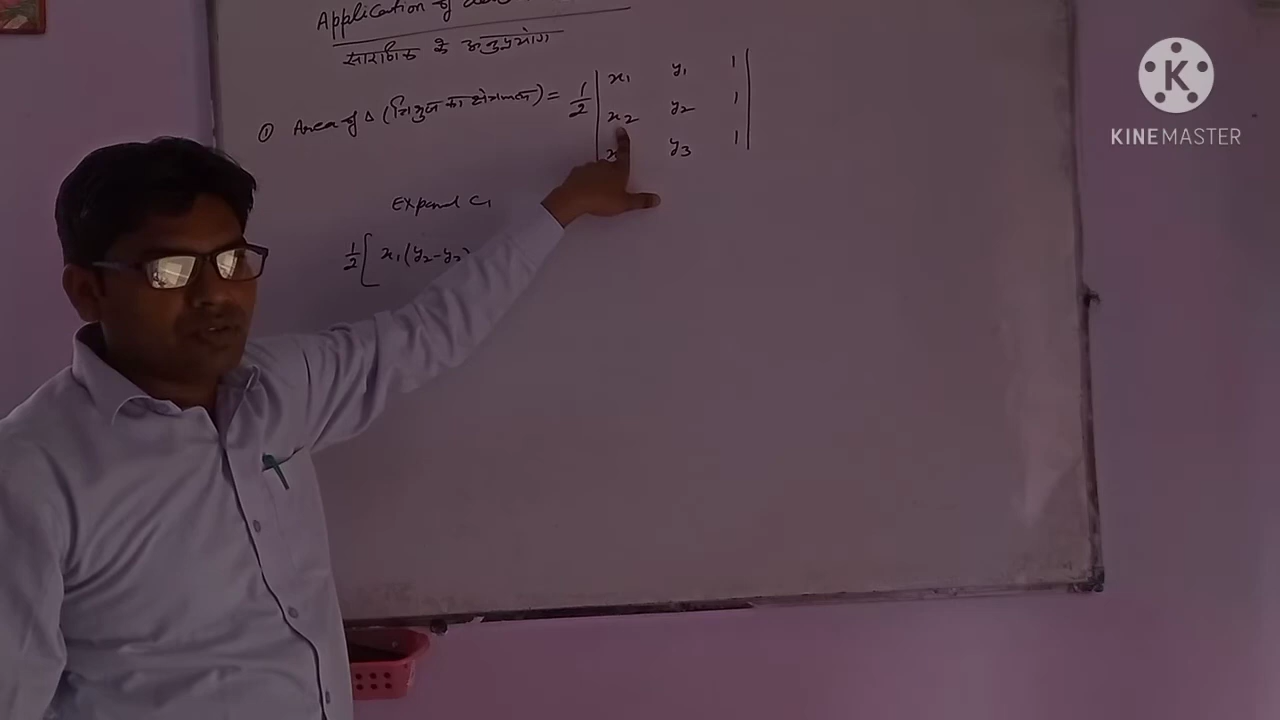 Application of
सारणिक के अनुप्रयोग
① Area of Δ (त्रिभुज का क्षेत्रफल) = 1/2 | x₁ y₁ 1
x₂ y₂ 1
x y₃ 1 |
Expand C₁
1/2 [ x₁(y₂-y₃)
KINEMASTER